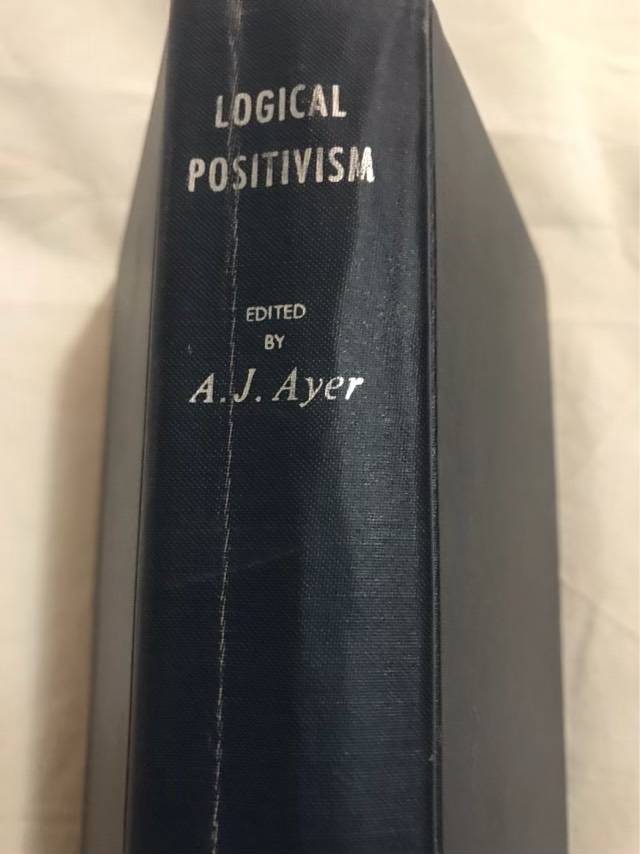 LOGICAL
POSITIVISM
EDITED
BY
A.J. Ayer